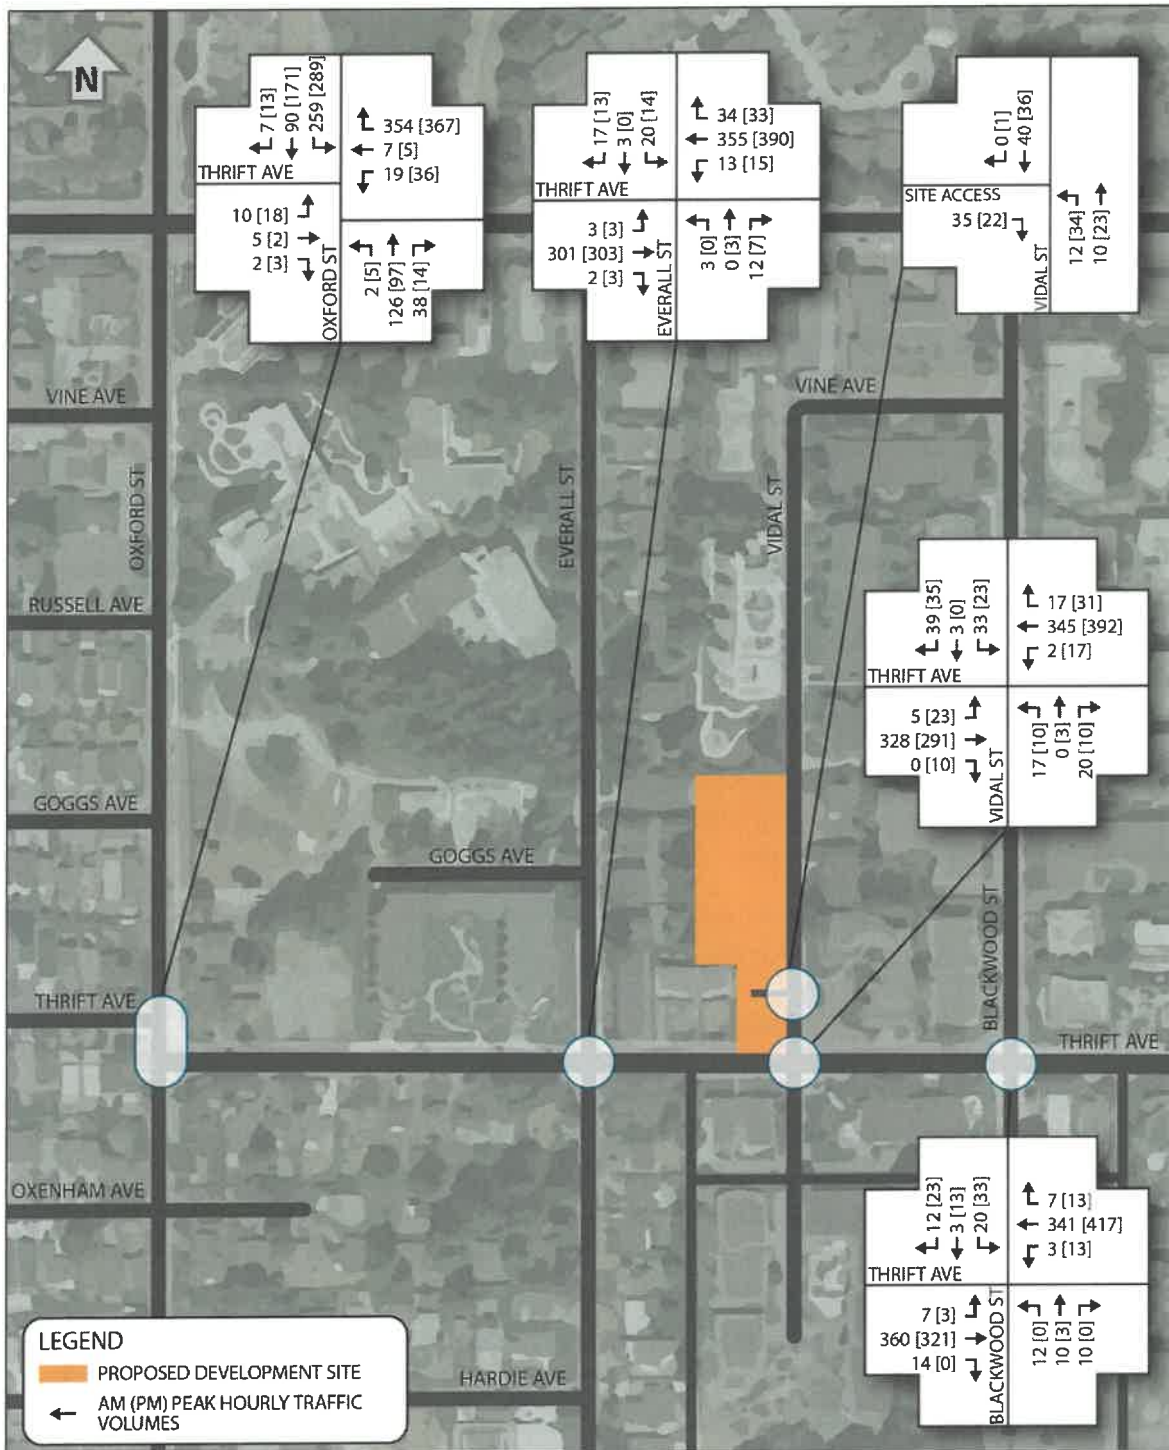 N
7 [13]
90 [171]
259 [289]
354 [367]
7 [5]
19 [36]
THRIFT AVE
10 [18]
5 [2]
2 [3]
OXFORD ST
2 [5]
126 [97]
38 [14]
17 [13]
3 [0]
20 [14]
34 [33]
355 [390]
13 [15]
THRIFT AVE
3 [3]
301 [303]
2 [3]
EVERALL ST
3 [0]
0 [3]
12 [7]
0 [1]
40 [36]
SITE ACCESS
35 [22]
VIDAL ST
12 [34]
10 [23]
VINE AVE
VINE AVE
OXFORD ST
EVERALL ST
VIDAL ST
RUSSELL AVE
39 [35]
3 [0]
33 [23]
17 [31]
345 [392]
2 [17]
THRIFT AVE
5 [23]
328 [291]
0 [10]
VIDAL ST
17 [10]
0 [3]
20 [10]
GOGGS AVE
GOGGS AVE
BLACKWOOD ST
THRIFT AVE
THRIFT AVE
OXENHAM AVE
12 [23]
3 [13]
20 [33]
7 [13]
341 [417]
3 [13]
THRIFT AVE
7 [3]
360 [321]
14 [0]
BLACKWOOD ST
12 [0]
10 [3]
10 [0]
HARDIE AVE
LEGEND
PROPOSED DEVELOPMENT SITE
AM (PM) PEAK HOURLY TRAFFIC
VOLUMES